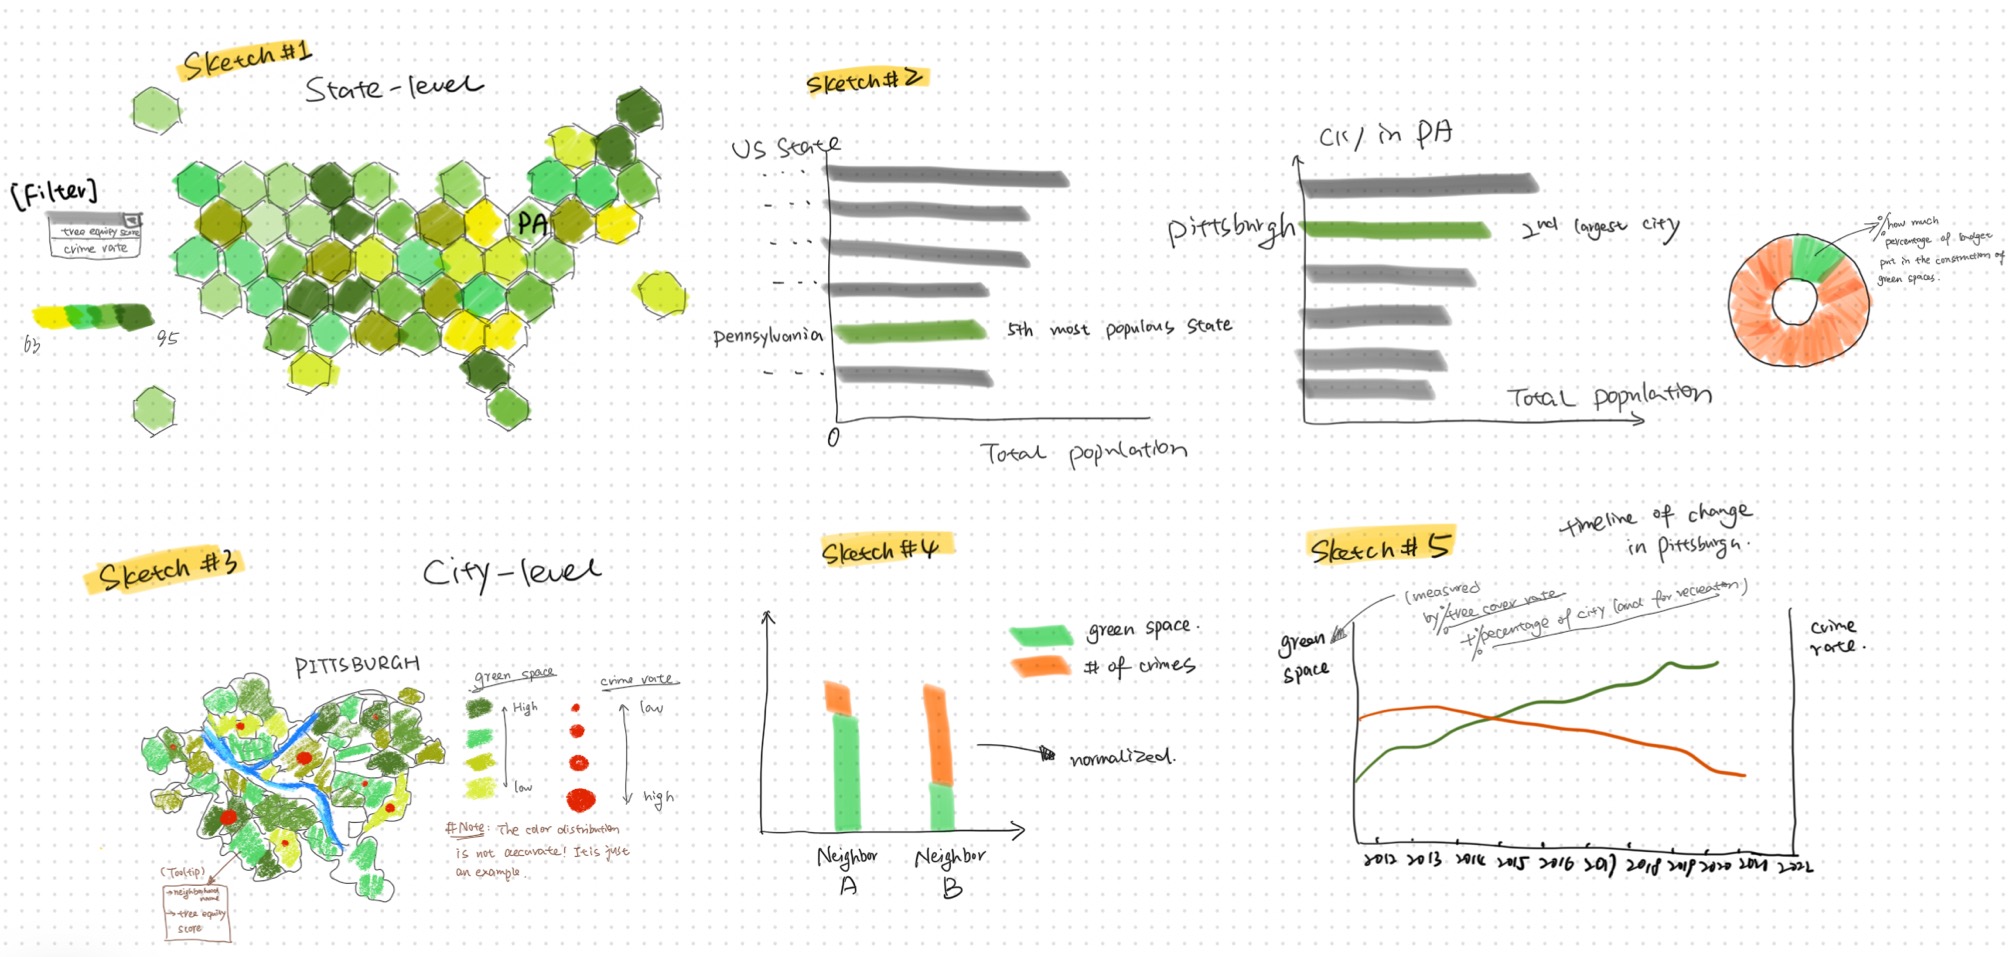 Sketch #1
State-level
[Filter]
tree equity score
crime rate
63
95
PA
Sketch #2
US State
Pennsylvania
5th most populous state
0
Total population
City in PA
Pittsburgh
2nd largest city
Total population
% how much
percentage of budget
put in the construction of
green spaces.
Sketch #3
City-level
PITTSBURGH
green space
High
low
crime rate
low
high
#Note: The color distribution
is not accurate! It is just
an example.
(Tooltip)
→ neighborhood
name
→ tree equity
score
Sketch #4
green space.
# of crimes
normalized.
Neighbor
A
Neighbor
B
Sketch #5
timeline of change
in pittsburgh.
(measured
by % tree cover rate
+ % pecentage of city land for recreation)
green
space
crime
rate.
2012 2013 2014 2015 2016 2017 2018 2019 2020 2021 2022